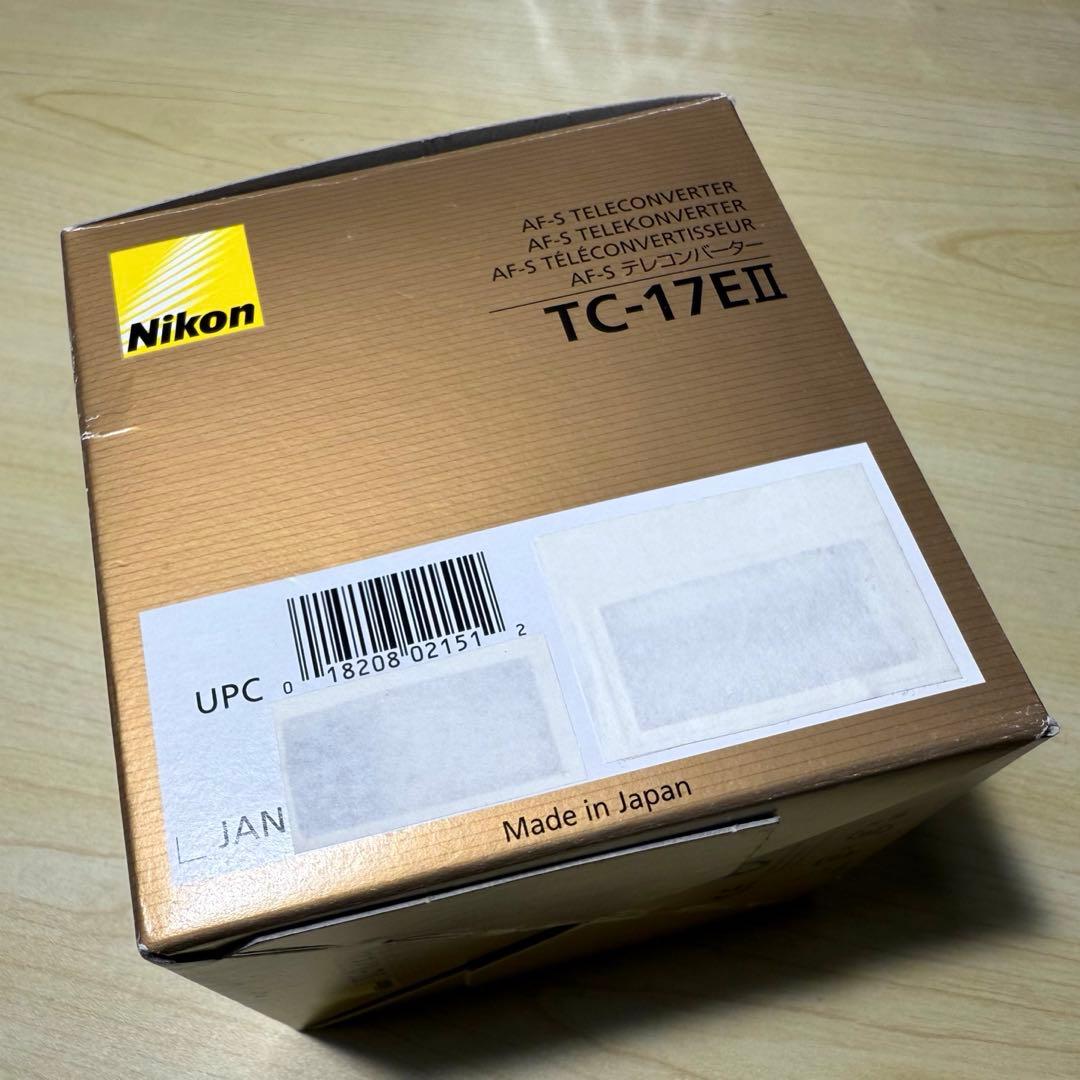 Nikon
AF-S TELECONVERTER
AF-S TELEKONVERTER
AF-S TÉLÉCONVERTISSEUR
AF-S テレコンバーター
TC-17EⅡ
UPC
0 18208 02151 2
JAN
Made in Japan